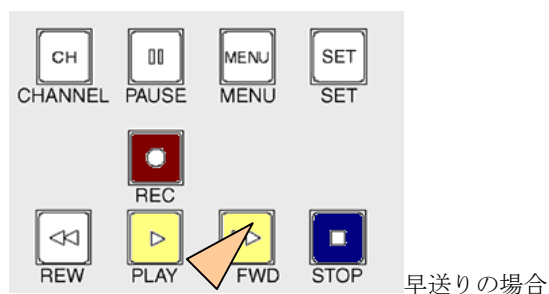 CH MENU SET
CHANNEL PAUSE MENU SET
REC
REW PLAY FWD STOP
早送りの場合